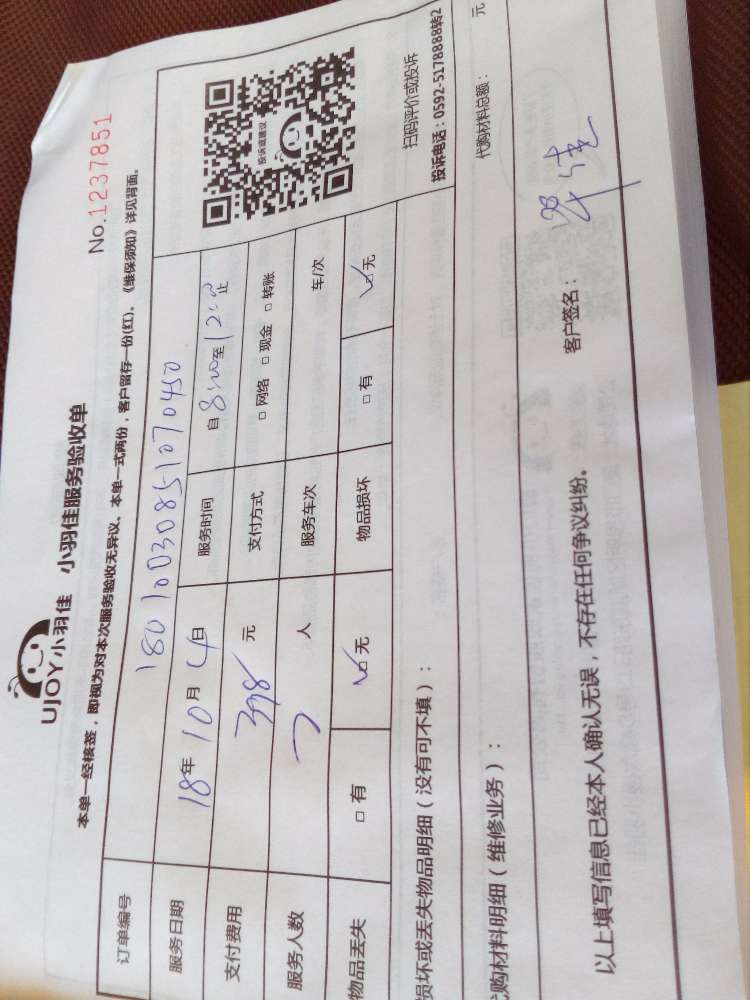 UJOY小羽佳 小羽佳服务验收单
No.1237851
本单一经核签，即视为对本次服务验收无异议，本单一式两份，客户留存一份(红)，《维保须知》详见背面。
订单编号 18010030851070450
服务日期 18年10月4日 服务时间 自8:00至12:00止
支付费用 398元 支付方式 □网络 □现金 □转账
服务人数 人 服务车次 车/次
物品丢失 □有 ☑无 物品损坏 □有 ☑无
投诉或建议
扫码评价或投诉
投诉电话：0592-5178888转2
损坏或丢失物品明细（没有可不填）：
代购材料明细（维修业务）： 代购材料总额： 元
以上填写信息已经本人确认无误，不存在任何争议纠纷。 客户签名：